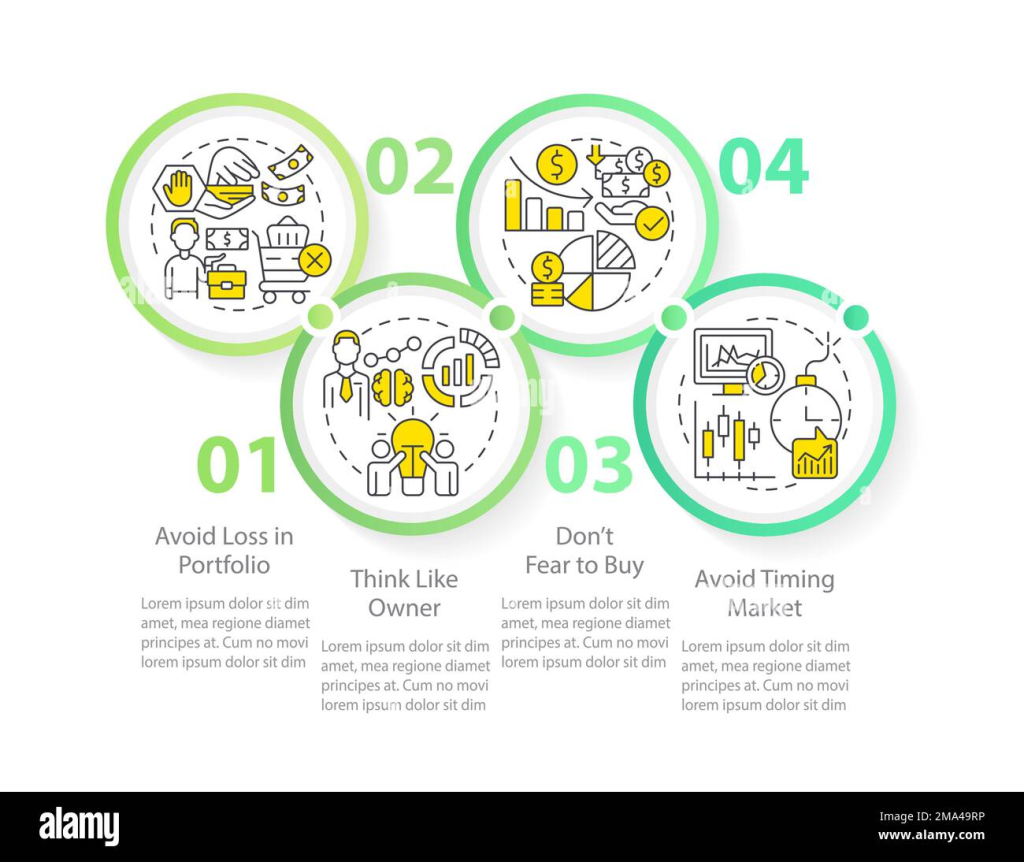 02
04
01
03
Avoid Loss in
Portfolio
Lorem ipsum dolor sit dim
amet, mea regione diamet
principes at. Cum no movi
lorem ipsum dolor sit dim
Think Like
Owner
Lorem ipsum dolor sit dim
amet, mea regione diamet
principes at. Cum no movi
lorem ipsum dolor sit dim
Don't
Fear to Buy
Lorem ipsum dolor sit dim
amet, mea regione diamet
principes at. Cum no movi
lorem ipsum dolor sit dim
Avoid Timing
Market
Lorem ipsum dolor sit dim
amet, mea regione diamet
principes at. Cum no movi
lorem ipsum dolor sit dim
alamy
Image ID: 2MA49RP
www.alamy.com